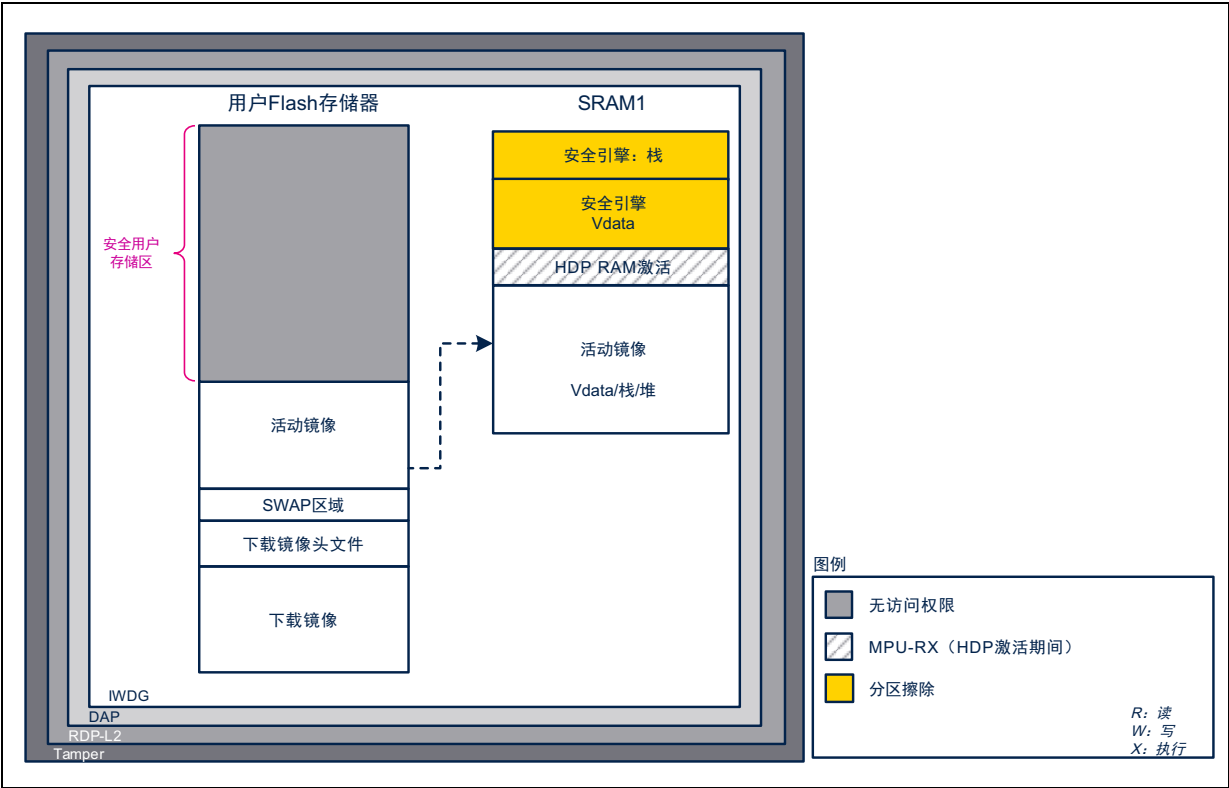 用户Flash存储器
SRAM1
安全用户
存储区
安全引擎：栈
安全引擎
Vdata
HDP RAM激活
活动镜像
Vdata/栈/堆
活动镜像
SWAP区域
下载镜像头文件
下载镜像
IWDG
DAP
RDP-L2
Tamper
图例
无访问权限
MPU-RX（HDP激活期间）
分区擦除
R：读
W：写
X：执行